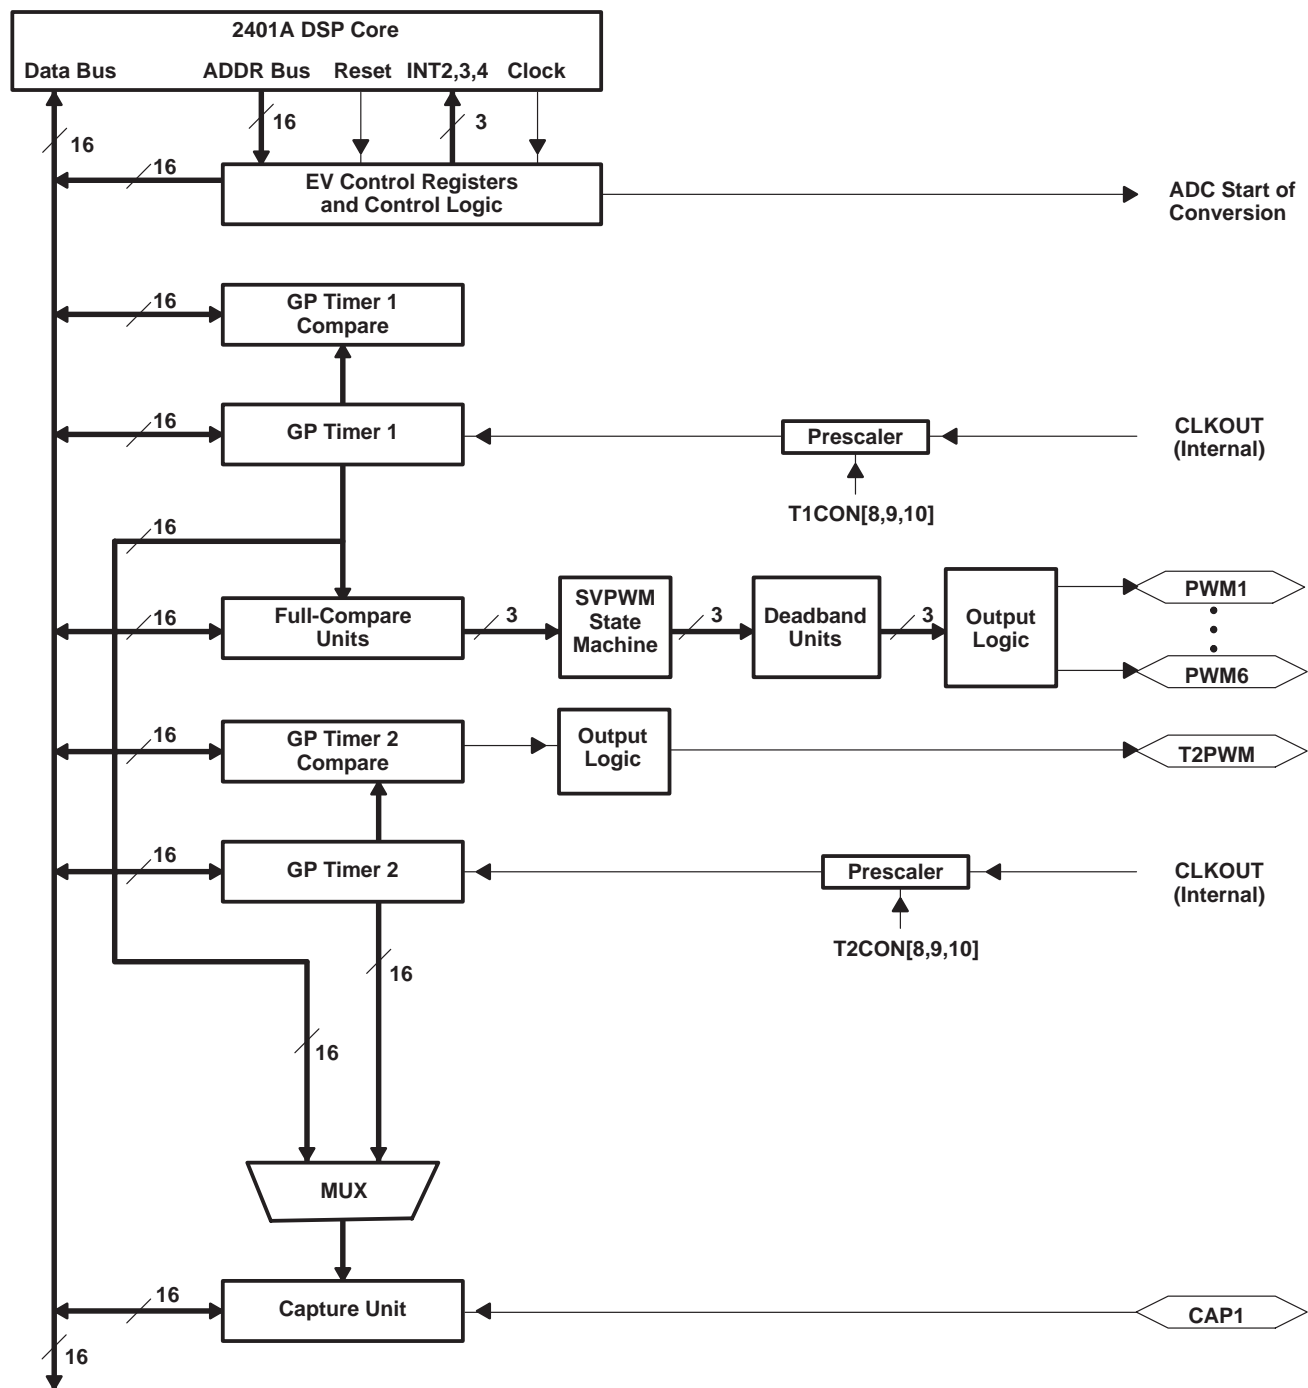 2401A DSP Core
Data Bus
ADDR Bus
Reset
INT2,3,4
Clock
16
16
3
16
EV Control Registers
and Control Logic
ADC Start of
Conversion
16
GP Timer 1
Compare
16
GP Timer 1
Prescaler
CLKOUT
(Internal)
T1CON[8,9,10]
16
16
Full-Compare
Units
3
SVPWM
State
Machine
3
Deadband
Units
3
Output
Logic
PWM1
PWM6
16
GP Timer 2
Compare
Output
Logic
T2PWM
16
GP Timer 2
Prescaler
CLKOUT
(Internal)
T2CON[8,9,10]
16
16
MUX
16
Capture Unit
CAP1
16